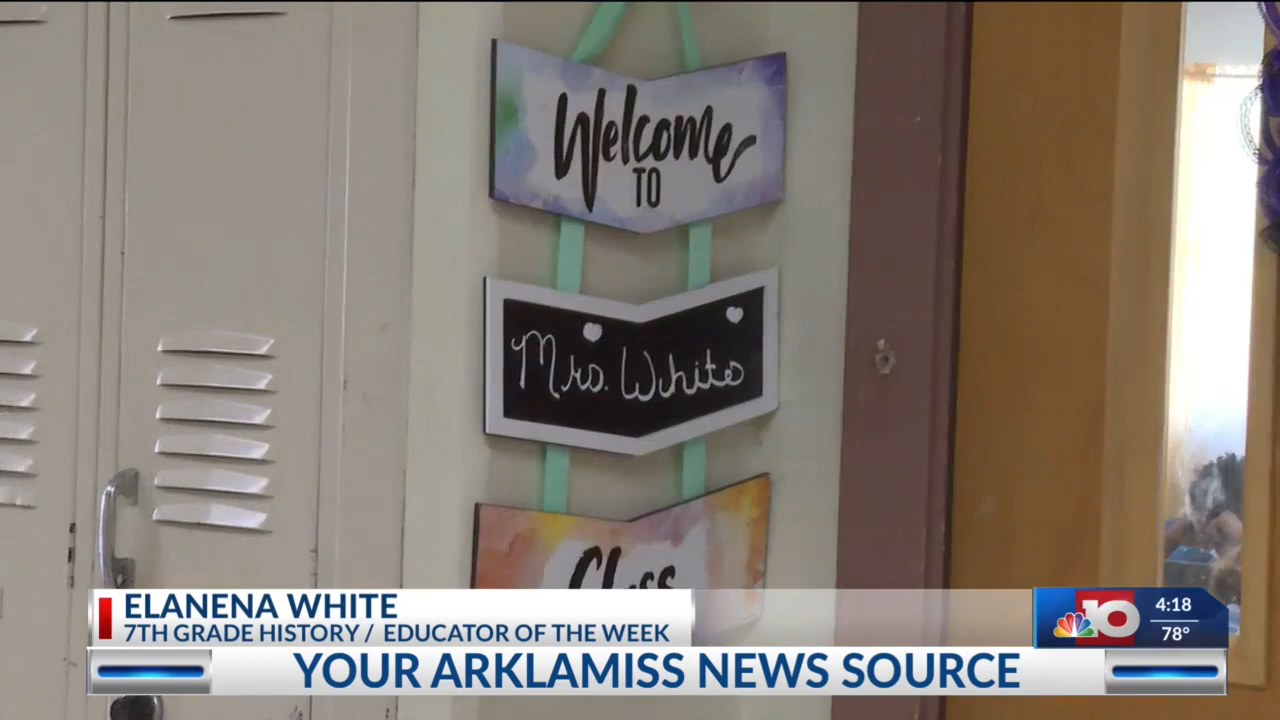 Welcome
TO
Mrs. White
Class
ELANENA WHITE
7TH GRADE HISTORY / EDUCATOR OF THE WEEK
10
4:18
78°
YOUR ARKLAMISS NEWS SOURCE